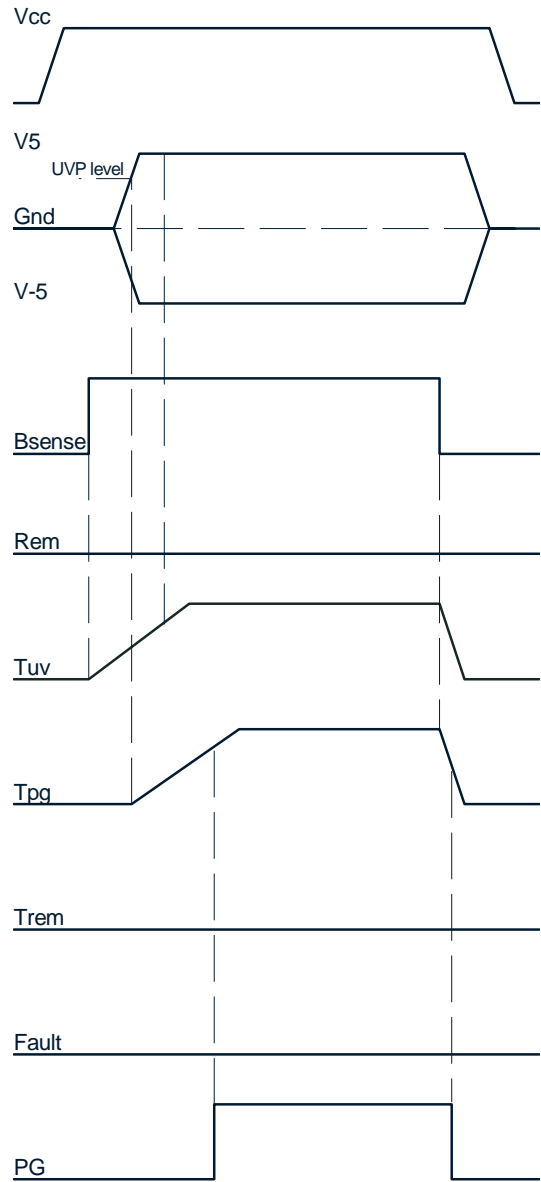 Vcc
V5
UVP level
Gnd
V-5
Bsense
Rem
Tuv
Tpg
Trem
Fault
PG